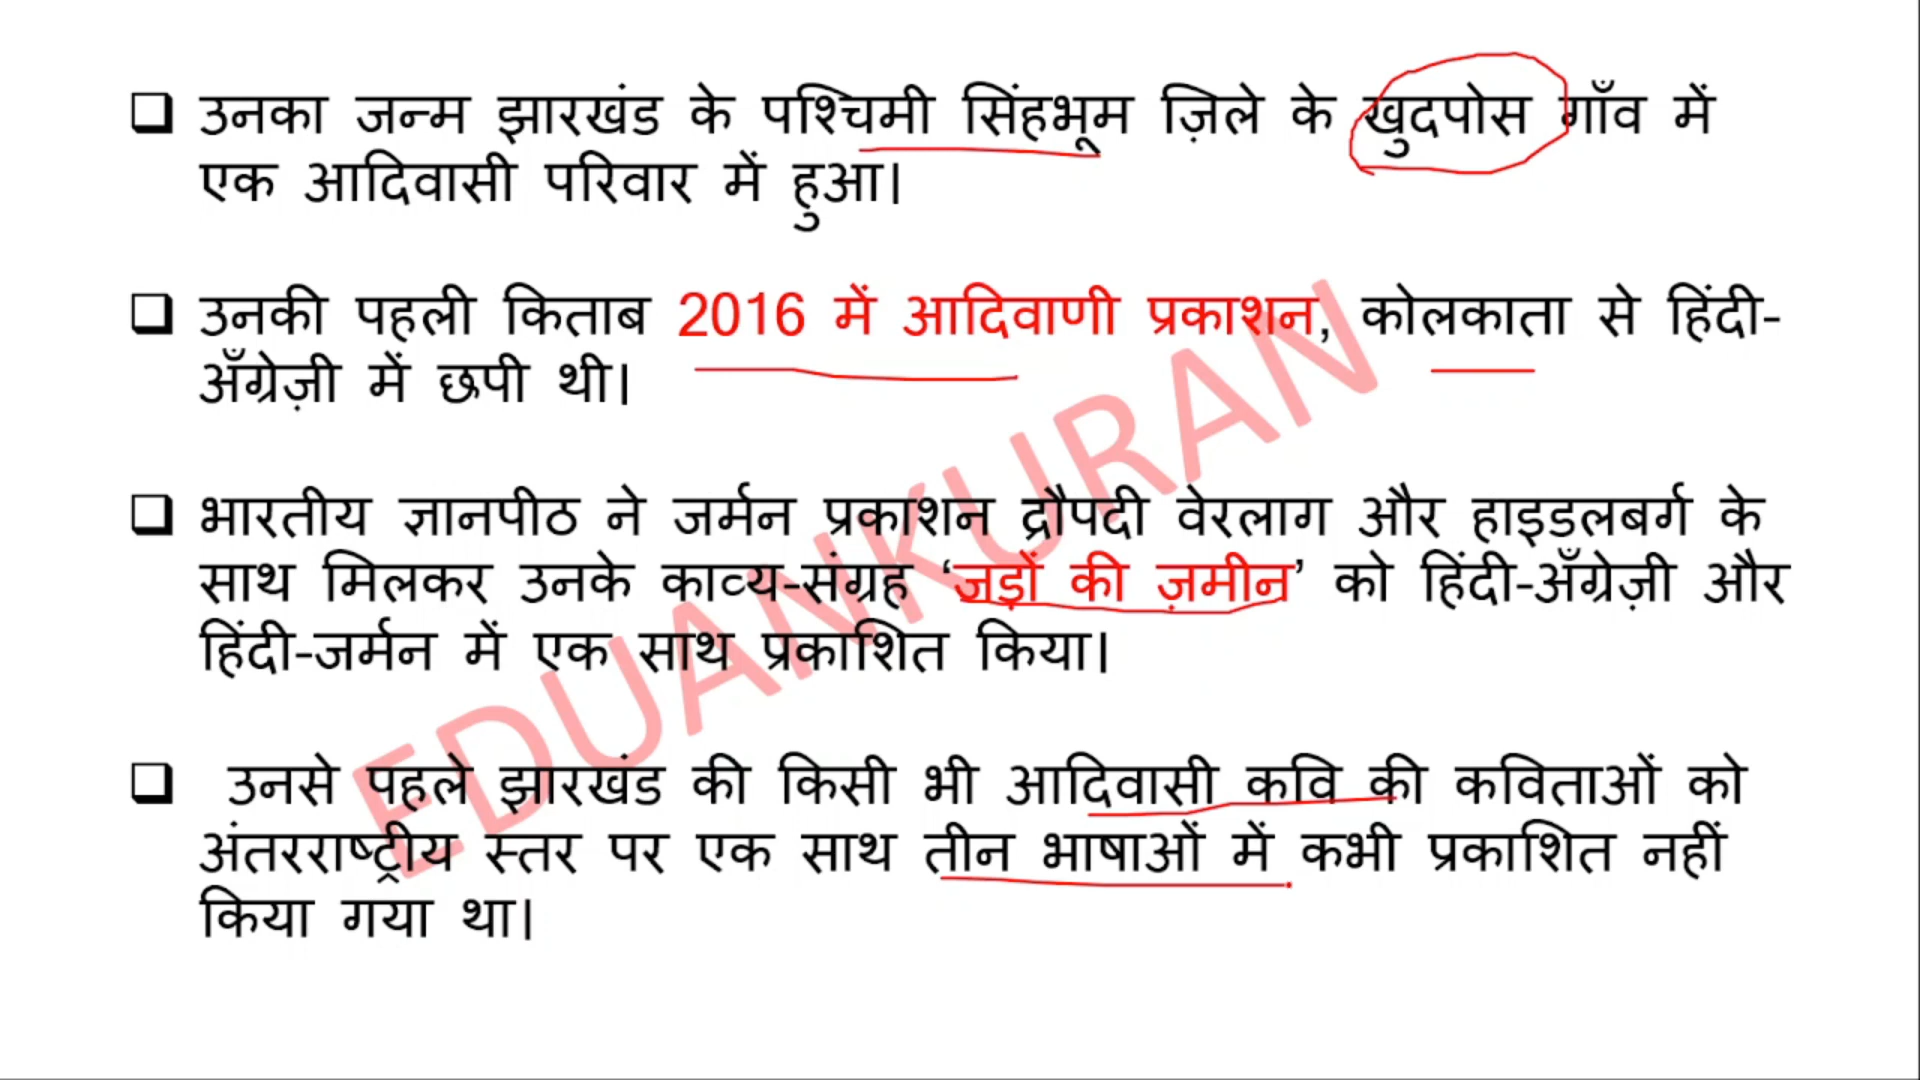 ❑ उनका जन्म झारखंड के पश्चिमी सिंहभूम ज़िले के खुदपोस गाँव में
एक आदिवासी परिवार में हुआ।
❑ उनकी पहली किताब 2016 में आदिवाणी प्रकाशन, कोलकाता से हिंदी-
अँग्रेज़ी में छपी थी।
❑ भारतीय ज्ञानपीठ ने जर्मन प्रकाशन द्रौपदी वेरलाग और हाइडलबर्ग के
साथ मिलकर उनके काव्य-संग्रह ‘जड़ों की ज़मीन’ को हिंदी-अँग्रेज़ी और
हिंदी-जर्मन में एक साथ प्रकाशित किया।
❑ उनसे पहले झारखंड की किसी भी आदिवासी कवि की कविताओं को
अंतरराष्ट्रीय स्तर पर एक साथ तीन भाषाओं में कभी प्रकाशित नहीं
किया गया था।
EDUANKURAN